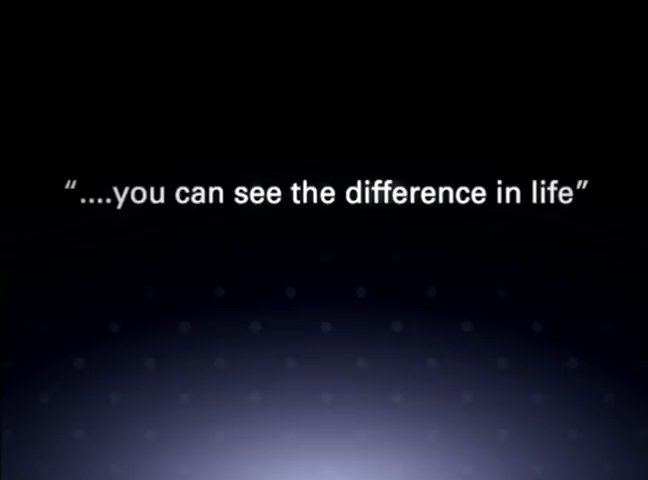 “....you can see the difference in life”